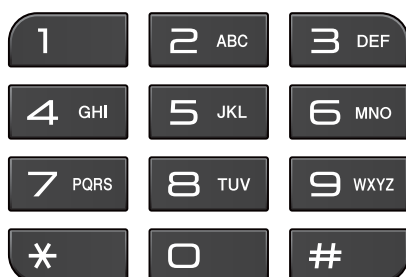 1 2 ABC 3 DEF
4 GHI 5 JKL 6 MNO
7 PQRS 8 TUV 9 WXYZ
* 0 #